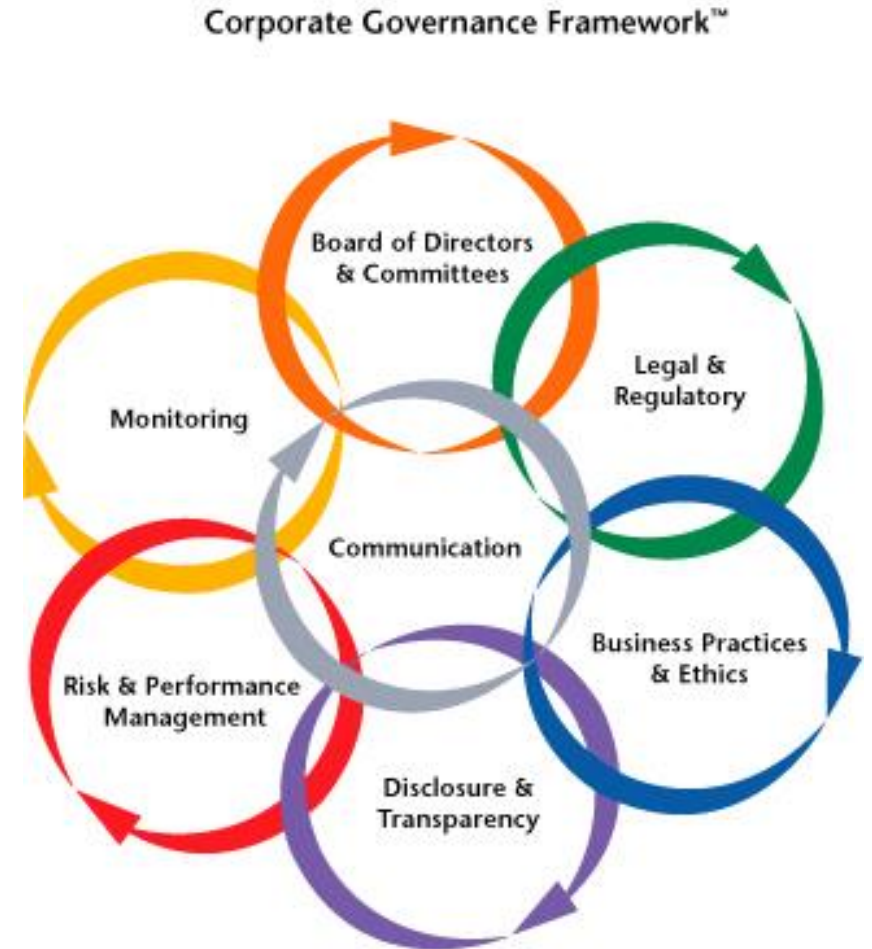 Corporate Governance Framework™
Board of Directors
& Committees
Legal &
Regulatory
Monitoring
Communication
Business Practices
& Ethics
Risk & Performance
Management
Disclosure &
Transparency